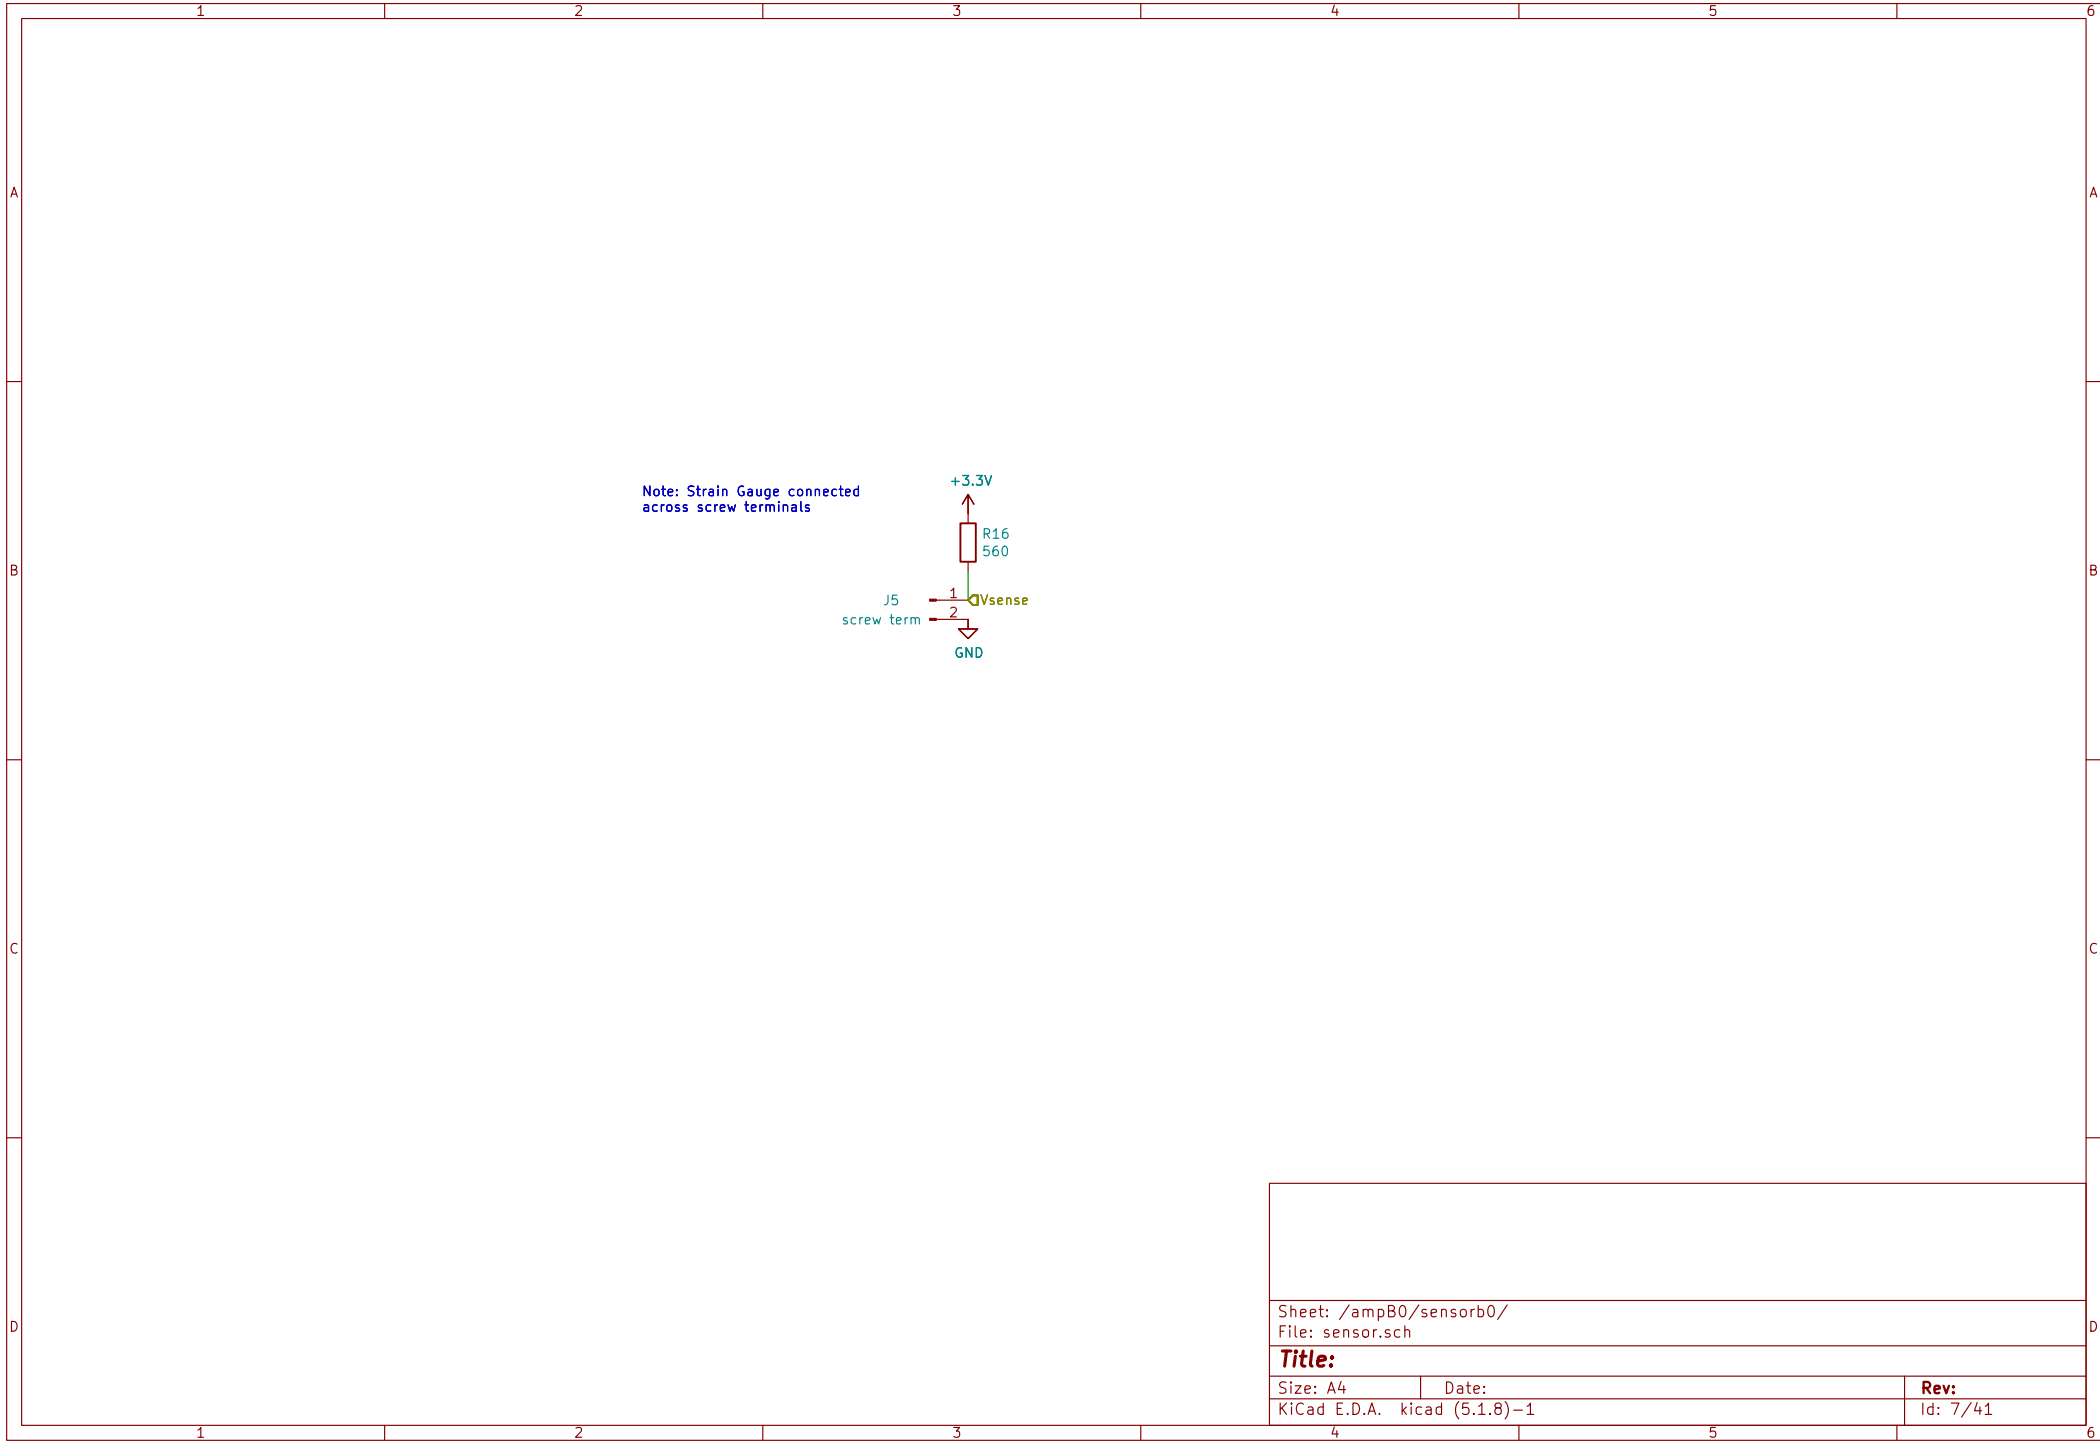 1 2 3 4 5 6
A A
+3.3V
Note: Strain Gauge connected
across screw terminals
R16
560
B B
1
J5 Vsense
2
screw term
GND
C C
Sheet: /ampB0/sensorb0/
File: sensor.sch
D D
Title:
Size: A4 Date: Rev:
KiCad E.D.A. kicad (5.1.8)-1 Id: 7/41
1 2 3 4 5 6